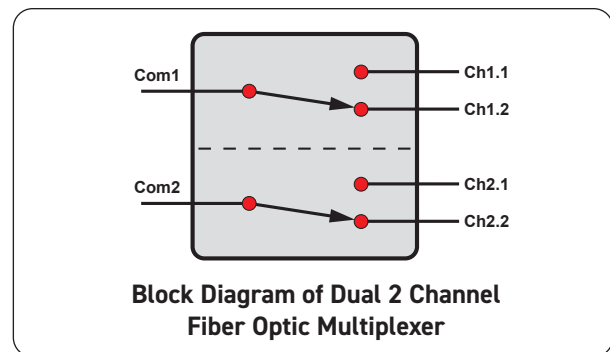 Com1
Ch1.1
Ch1.2
Com2
Ch2.1
Ch2.2
Block Diagram of Dual 2 Channel
Fiber Optic Multiplexer